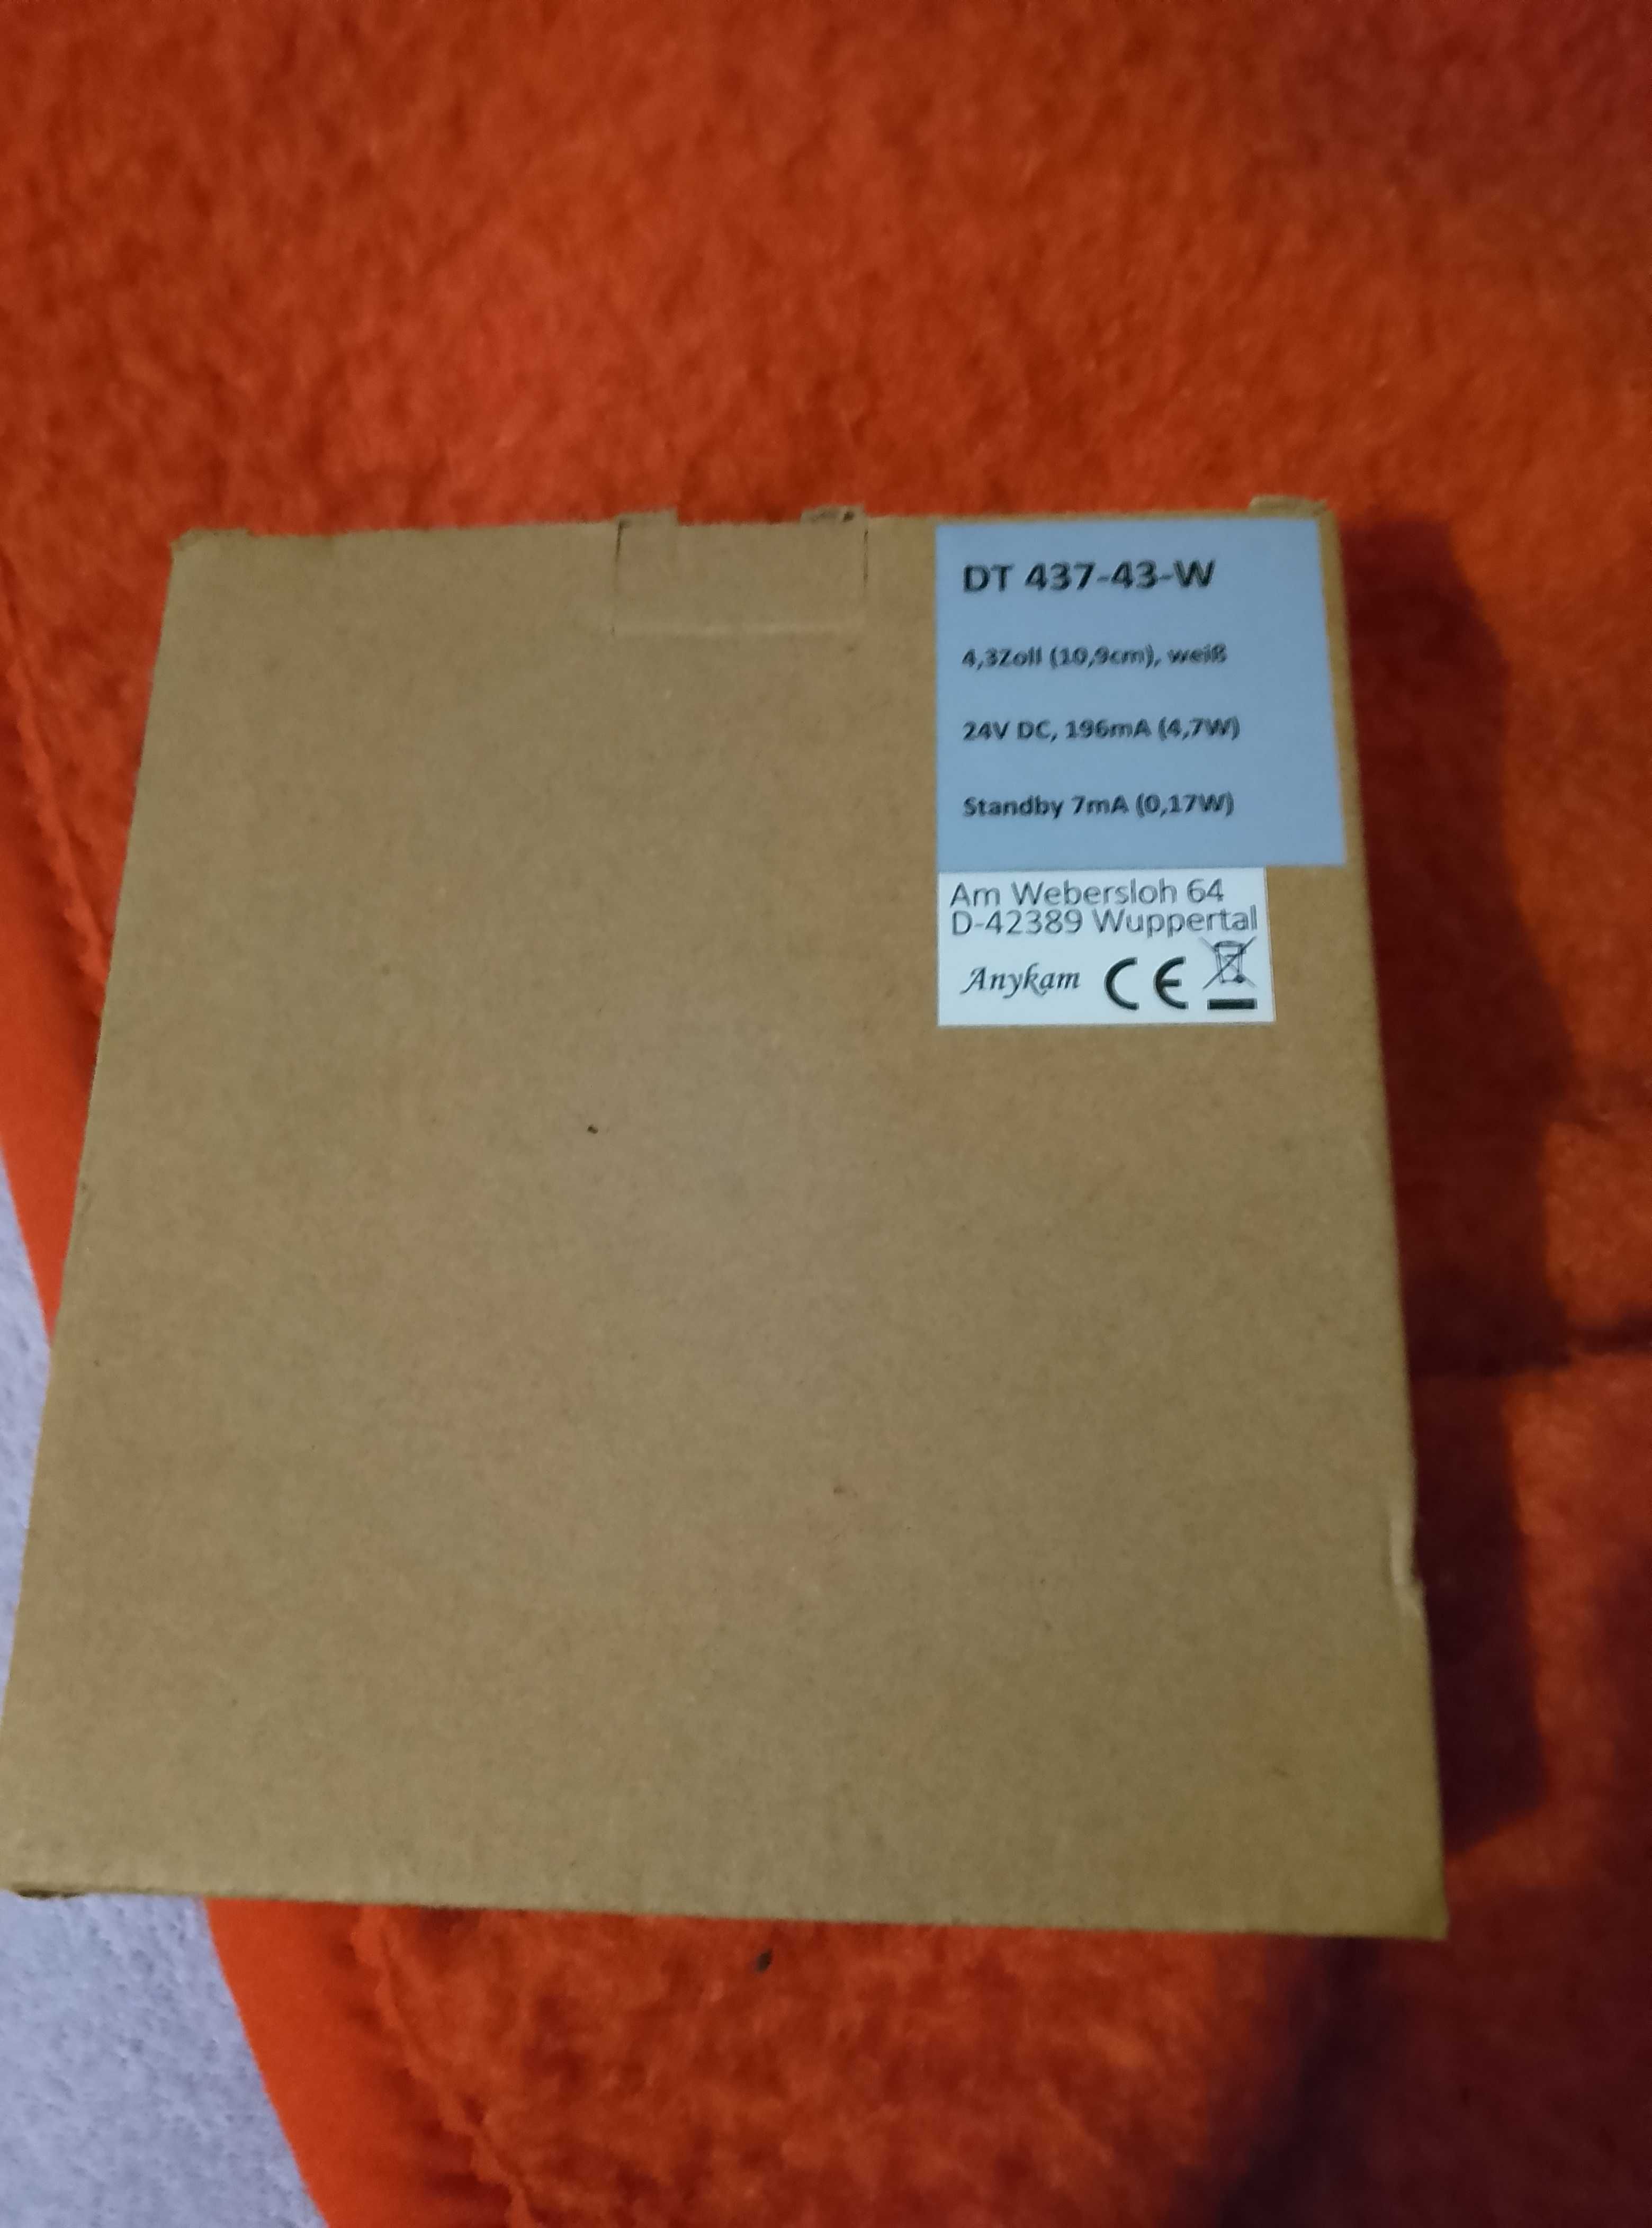 DT 437-43-W
4,3Zoll (10,9cm), weiß
24V DC, 196mA (4,7W)
Standby 7mA (0,17W)
Am Webersloh 64
D-42389 Wuppertal
Anykam CE